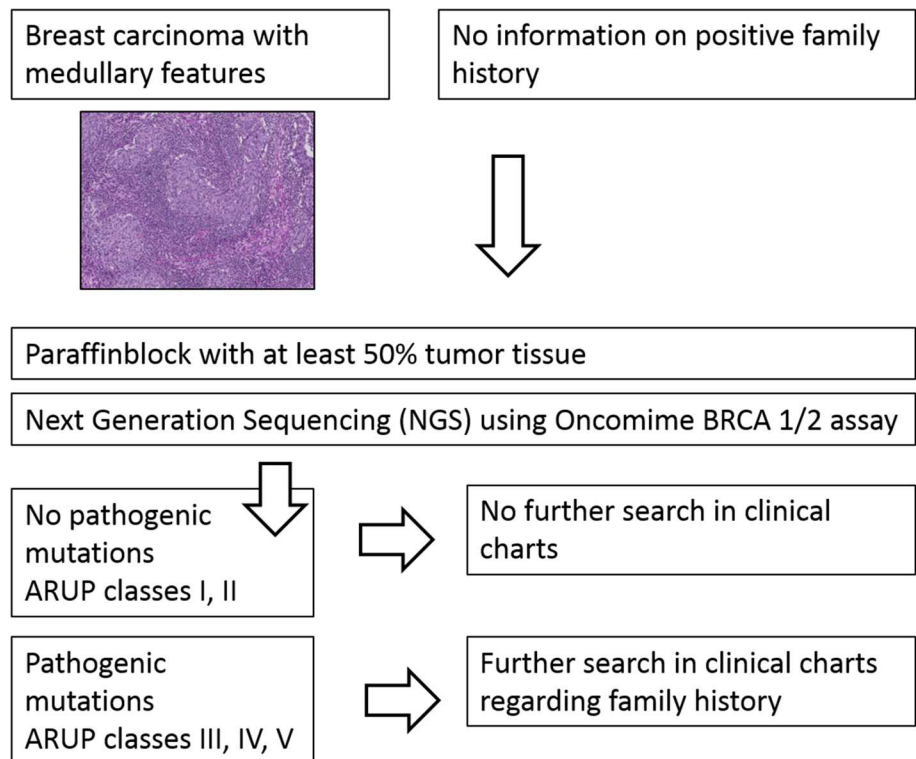 Breast carcinoma with
medullary features
No information on positive family
history
Paraffinblock with at least 50% tumor tissue
Next Generation Sequencing (NGS) using Oncomime BRCA 1/2 assay
No pathogenic
mutations
ARUP classes I, II
No further search in clinical
charts
Pathogenic
mutations
ARUP classes III, IV, V
Further search in clinical charts
regarding family history